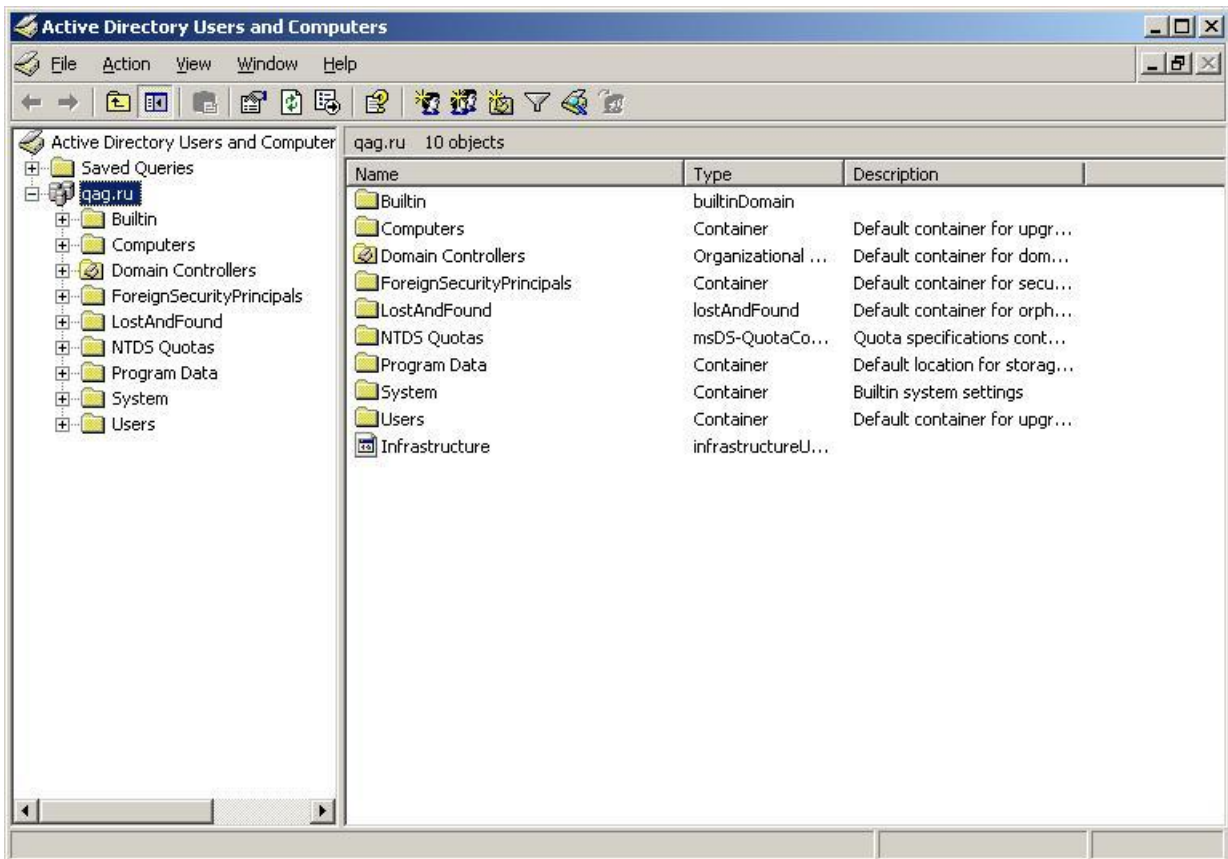 Active Directory Users and Computers
File Action View Window Help
Active Directory Users and Computer
Saved Queries
qag.ru
Builtin
Computers
Domain Controllers
ForeignSecurityPrincipals
LostAndFound
NTDS Quotas
Program Data
System
Users
qag.ru 10 objects
Name Type Description
Builtin builtinDomain
Computers Container Default container for upgr...
Domain Controllers Organizational ... Default container for dom...
ForeignSecurityPrincipals Container Default container for secu...
LostAndFound lostAndFound Default container for orph...
NTDS Quotas msDS-QuotaCo... Quota specifications cont...
Program Data Container Default location for storag...
System Container Builtin system settings
Users Container Default container for upgr...
Infrastructure infrastructureU...